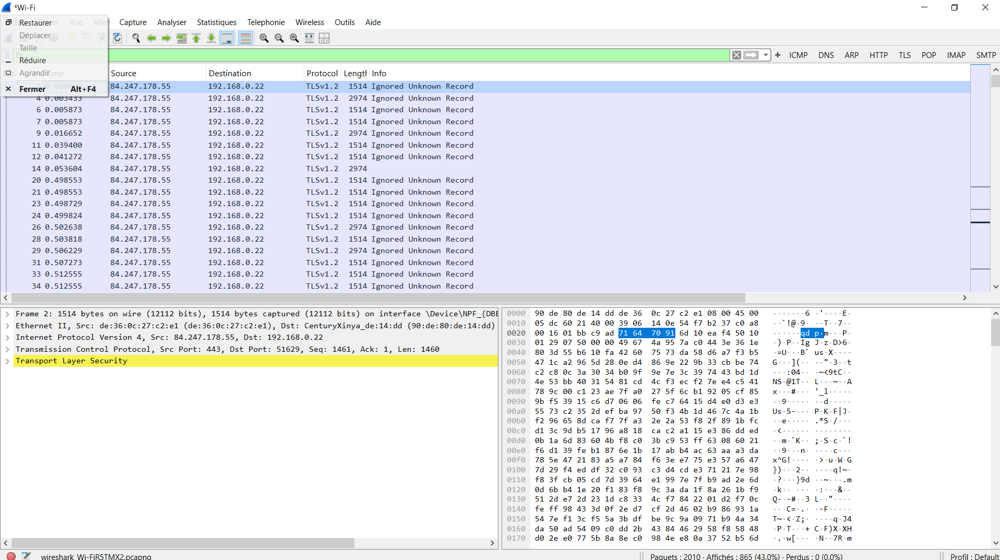 *Wi-Fi
Restaurer
Déplacer
Taille
Réduire
Agrandir
Fermer Alt+F4
Vue Aller Capture Analyser Statistiques Telephonie Wireless Outils Aide
tls
ICMP DNS ARP HTTP TLS POP IMAP SMTP
Source Destination Protocol Length Info
84.247.178.55 192.168.0.22 TLSv1.2 1514 Ignored Unknown Record
4 0.003433 84.247.178.55 192.168.0.22 TLSv1.2 2974 Ignored Unknown Record
6 0.005873 84.247.178.55 192.168.0.22 TLSv1.2 1514 Ignored Unknown Record
7 0.005873 84.247.178.55 192.168.0.22 TLSv1.2 1514 Ignored Unknown Record
9 0.016652 84.247.178.55 192.168.0.22 TLSv1.2 2974 Ignored Unknown Record
11 0.039400 84.247.178.55 192.168.0.22 TLSv1.2 1514 Ignored Unknown Record
12 0.041272 84.247.178.55 192.168.0.22 TLSv1.2 1514 Ignored Unknown Record
14 0.053604 84.247.178.55 192.168.0.22 TLSv1.2 2974
20 0.498553 84.247.178.55 192.168.0.22 TLSv1.2 1514 Ignored Unknown Record
21 0.498553 84.247.178.55 192.168.0.22 TLSv1.2 1514 Ignored Unknown Record
23 0.498729 84.247.178.55 192.168.0.22 TLSv1.2 1514 Ignored Unknown Record
24 0.499824 84.247.178.55 192.168.0.22 TLSv1.2 1514 Ignored Unknown Record
26 0.502638 84.247.178.55 192.168.0.22 TLSv1.2 2974 Ignored Unknown Record
28 0.503818 84.247.178.55 192.168.0.22 TLSv1.2 1514 Ignored Unknown Record
29 0.506229 84.247.178.55 192.168.0.22 TLSv1.2 2974 Ignored Unknown Record
31 0.507273 84.247.178.55 192.168.0.22 TLSv1.2 1514 Ignored Unknown Record
33 0.512555 84.247.178.55 192.168.0.22 TLSv1.2 1514 Ignored Unknown Record
34 0.512555 84.247.178.55 192.168.0.22 TLSv1.2 1514 Ignored Unknown Record
Frame 2: 1514 bytes on wire (12112 bits), 1514 bytes captured (12112 bits) on interface \Device\NPF_{DBE
Ethernet II, Src: de:36:0c:27:c2:e1 (de:36:0c:27:c2:e1), Dst: CenturyXinya_de:14:dd (90:de:80:de:14:dd)
Internet Protocol Version 4, Src: 84.247.178.55, Dst: 192.168.0.22
Transmission Control Protocol, Src Port: 443, Dst Port: 51629, Seq: 1461, Ack: 1, Len: 1460
Transport Layer Security
0000 90 de 80 de 14 dd de 36 0c 27 c2 e1 08 00 45 00 ·······6 ·'····E·
0010 05 dc 60 21 40 00 39 06 14 0e 54 f7 b2 37 c0 a8 ··`!@·9· ··T··7··
0020 00 16 01 bb c9 ad 71 64 70 91 6d 10 ea f4 50 10 ······qd p·m···P·
0030 01 29 07 50 00 00 49 67 4a 95 7a c0 44 3e 36 1e ·)·P··Ig J·z·D>6·
0040 80 3d 55 b6 10 fa 42 60 75 73 da 58 d6 a7 f3 b5 ·=U···B` us·X····
0050 47 1c a2 96 5d 28 0e d4 86 9e 22 9b 33 cb be 74 G···](·· ··"·3··t
0060 c2 c8 0c 3a 30 34 b0 9f 9e 7e 3c 39 74 43 bd 1d ···:04·· ·~<9tC··
0070 4e 53 bb 40 31 54 81 cd 4c f3 ec f2 7e e4 c5 41 NS·@1T·· L···~··A
0080 78 9c 00 c1 23 ae 7f a0 27 5f 6c b1 92 05 cf 85 x···#··· '_l·····
0090 9b f5 39 15 c6 d7 06 06 fe c7 64 15 d4 e0 d3 e3 ··9····· ··d·····
00a0 55 73 c2 35 2d ef ba 97 50 f3 4b 1d 46 7c 4a 1b Us·5-··· P·K·F|J·
00b0 f2 96 65 8d ca f7 7f a3 2e 2a 53 f8 2f 89 1b fc ··e····· .*S·/···
00c0 d1 3c 9d b5 17 96 a8 18 ca c2 a1 15 e3 86 dd ed ·<······ ········
00d0 0b 1a 6d 83 60 4b f8 c0 3b c9 53 ff 63 08 60 21 ··m·`K·· ;·S·c·`!
00e0 f6 d1 39 fe b1 87 6e 1b 17 ab b4 ac 63 aa a3 da ··9···n· ····c···
00f0 78 5e 47 21 83 a5 a7 84 f6 3e e7 75 e3 57 a6 47 x^G!···· ·>·u·W·G
0100 7d 29 f4 ed df 32 c0 93 c3 d4 cd e3 71 21 7e 98 })···2·· ····q!~·
0110 f8 3f cb 05 cd 7d 39 64 e1 99 7e 7f b9 ad 2e 6d ·?···}9d ··~···.m
0120 0d 6b b4 1e 20 f1 83 f8 9c 3a da 1f 8a 26 1b f9 ·k·· ··· ·:···&··
0130 51 2d e7 2d 23 1d c8 33 4c f7 84 22 01 d2 f7 0c Q-·-#··3 L··"····
0140 fe ff 98 43 3d 0f 2e d7 cf 2d 46 02 b9 86 93 1a ···C=·.· ·-F·····
0150 54 7e f1 3c f5 5a 3b df be 9c 9a 09 71 b9 4a 34 T~·<·Z;· ····q·J4
0160 da 50 ad 54 09 c0 dd 2b 43 84 46 29 58 f8 58 48 ·P·T···+ C·F)X·XH
0170 d0 2e e0 77 5b 8a 8e c0 98 4e e8 0a 37 52 b5 6d ·.·w[··· ·N··7R·m
wireshark_Wi-FiR5TMX2.pcapng
Paquets : 2010 · Affichés : 865 (43.0%) · Perdus : 0 (0.0%)
Profil : Default